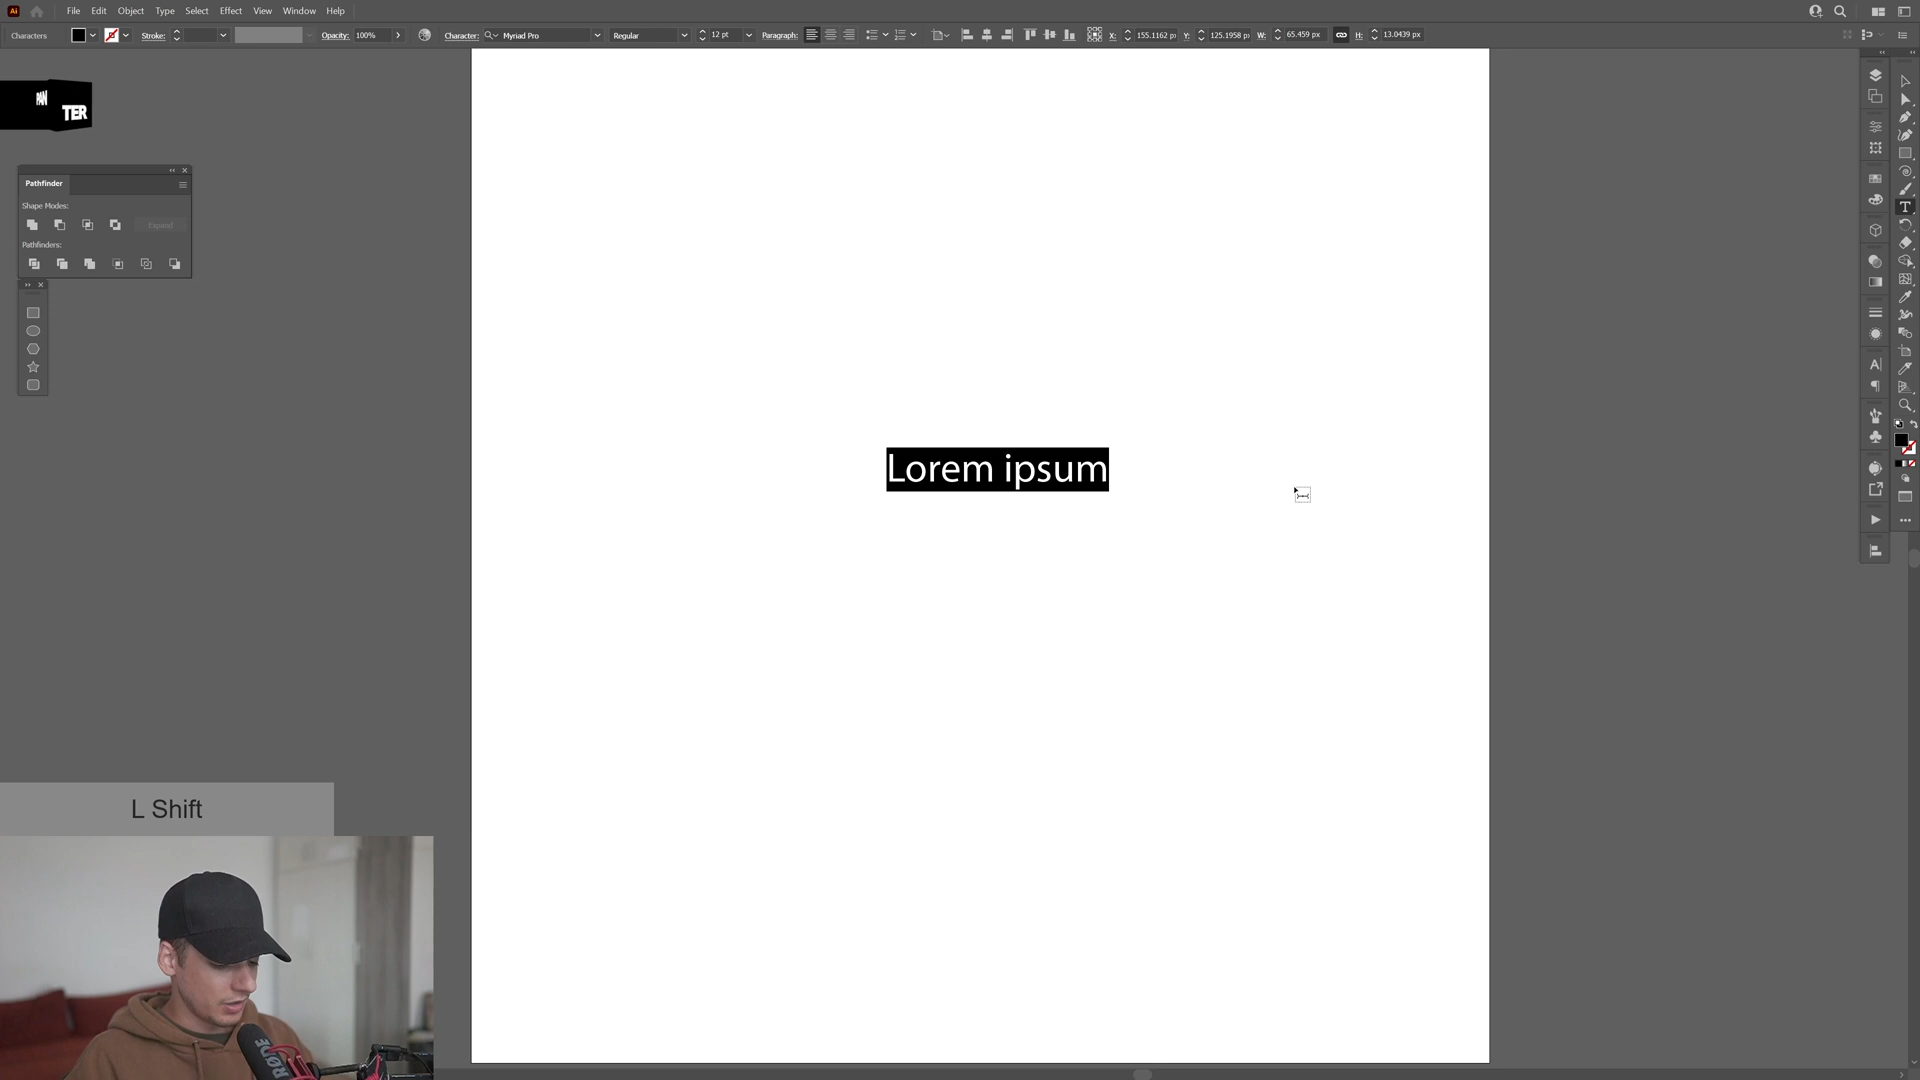 File Edit Object Type Select Effect View Window Help
Characters Stroke: Opacity: 100% Character: Myriad Pro Regular 12 pt Paragraph: X: 155.1162 p Y: 125.1958 p W: 65.459 px H: 13.0439 px
PAN
TER
Pathfinder
Shape Modes:
Expand
Pathfinders:
Lorem ipsum
L Shift
RØDE